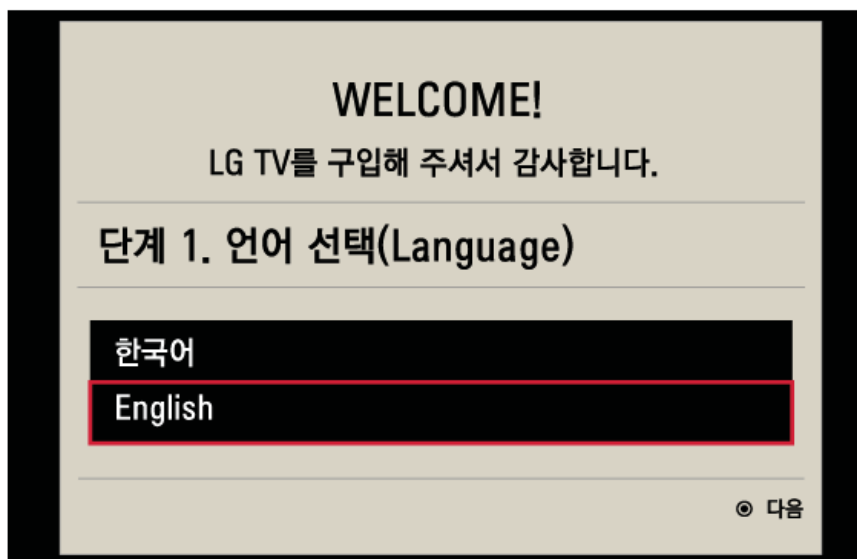 WELCOME!
LG TV를 구입해 주셔서 감사합니다.
단계 1. 언어 선택(Language)
한국어
English
◉ 다음